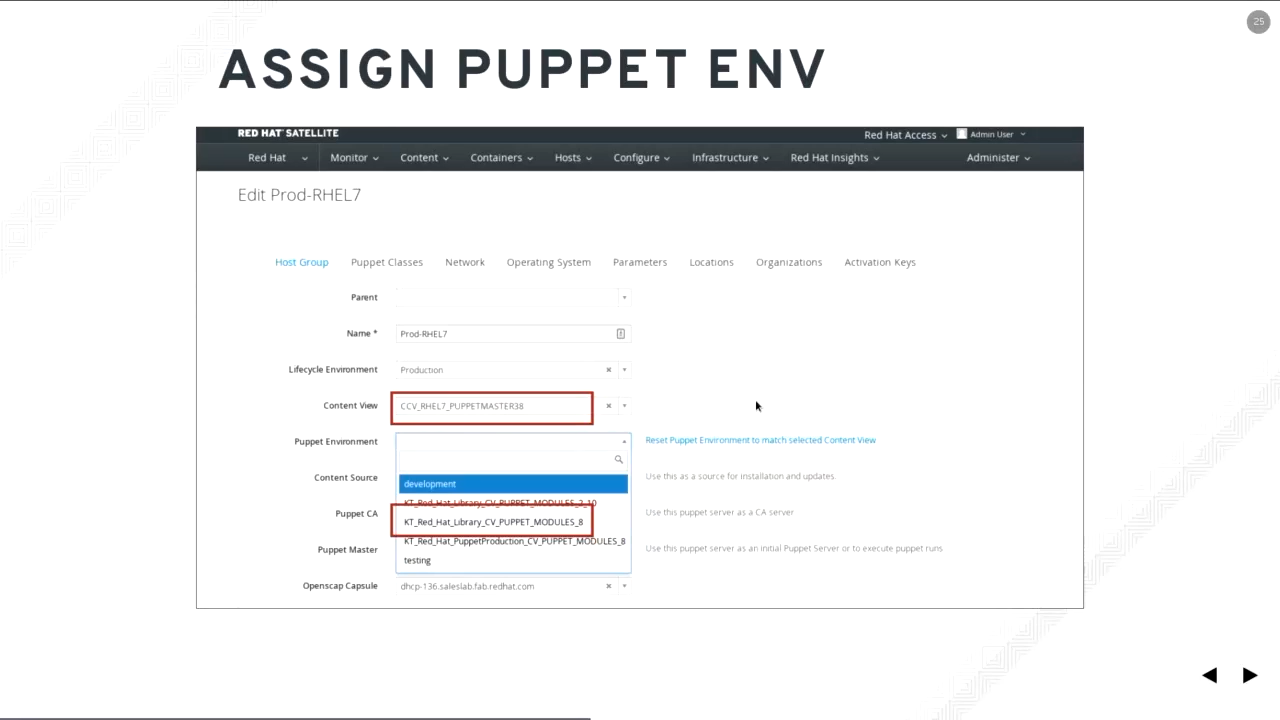 25
ASSIGN PUPPET ENV
RED HAT SATELLITE
Red Hat Access Admin User
Red Hat Monitor Content Containers Hosts Configure Infrastructure Red Hat Insights Administer
Edit Prod-RHEL7
Host Group Puppet Classes Network Operating System Parameters Locations Organizations Activation Keys
Parent
Name * Prod-RHEL7
Lifecycle Environment Production
Content View CCV_RHEL7_PUPPETMASTER38
Puppet Environment Reset Puppet Environment to match selected Content View
Content Source Use this as a source for installation and updates.
development
KT_Red_Hat_Library_CV_PUPPET_MODULES_2_10
Puppet CA Use this puppet server as a CA server
KT_Red_Hat_Library_CV_PUPPET_MODULES_8
KT_Red_Hat_PuppetProduction_CV_PUPPET_MODULES_8
Puppet Master Use this puppet server as an initial Puppet Server or to execute puppet runs
testing
Openscap Capsule dhcp-136.saleslab.fab.redhat.com